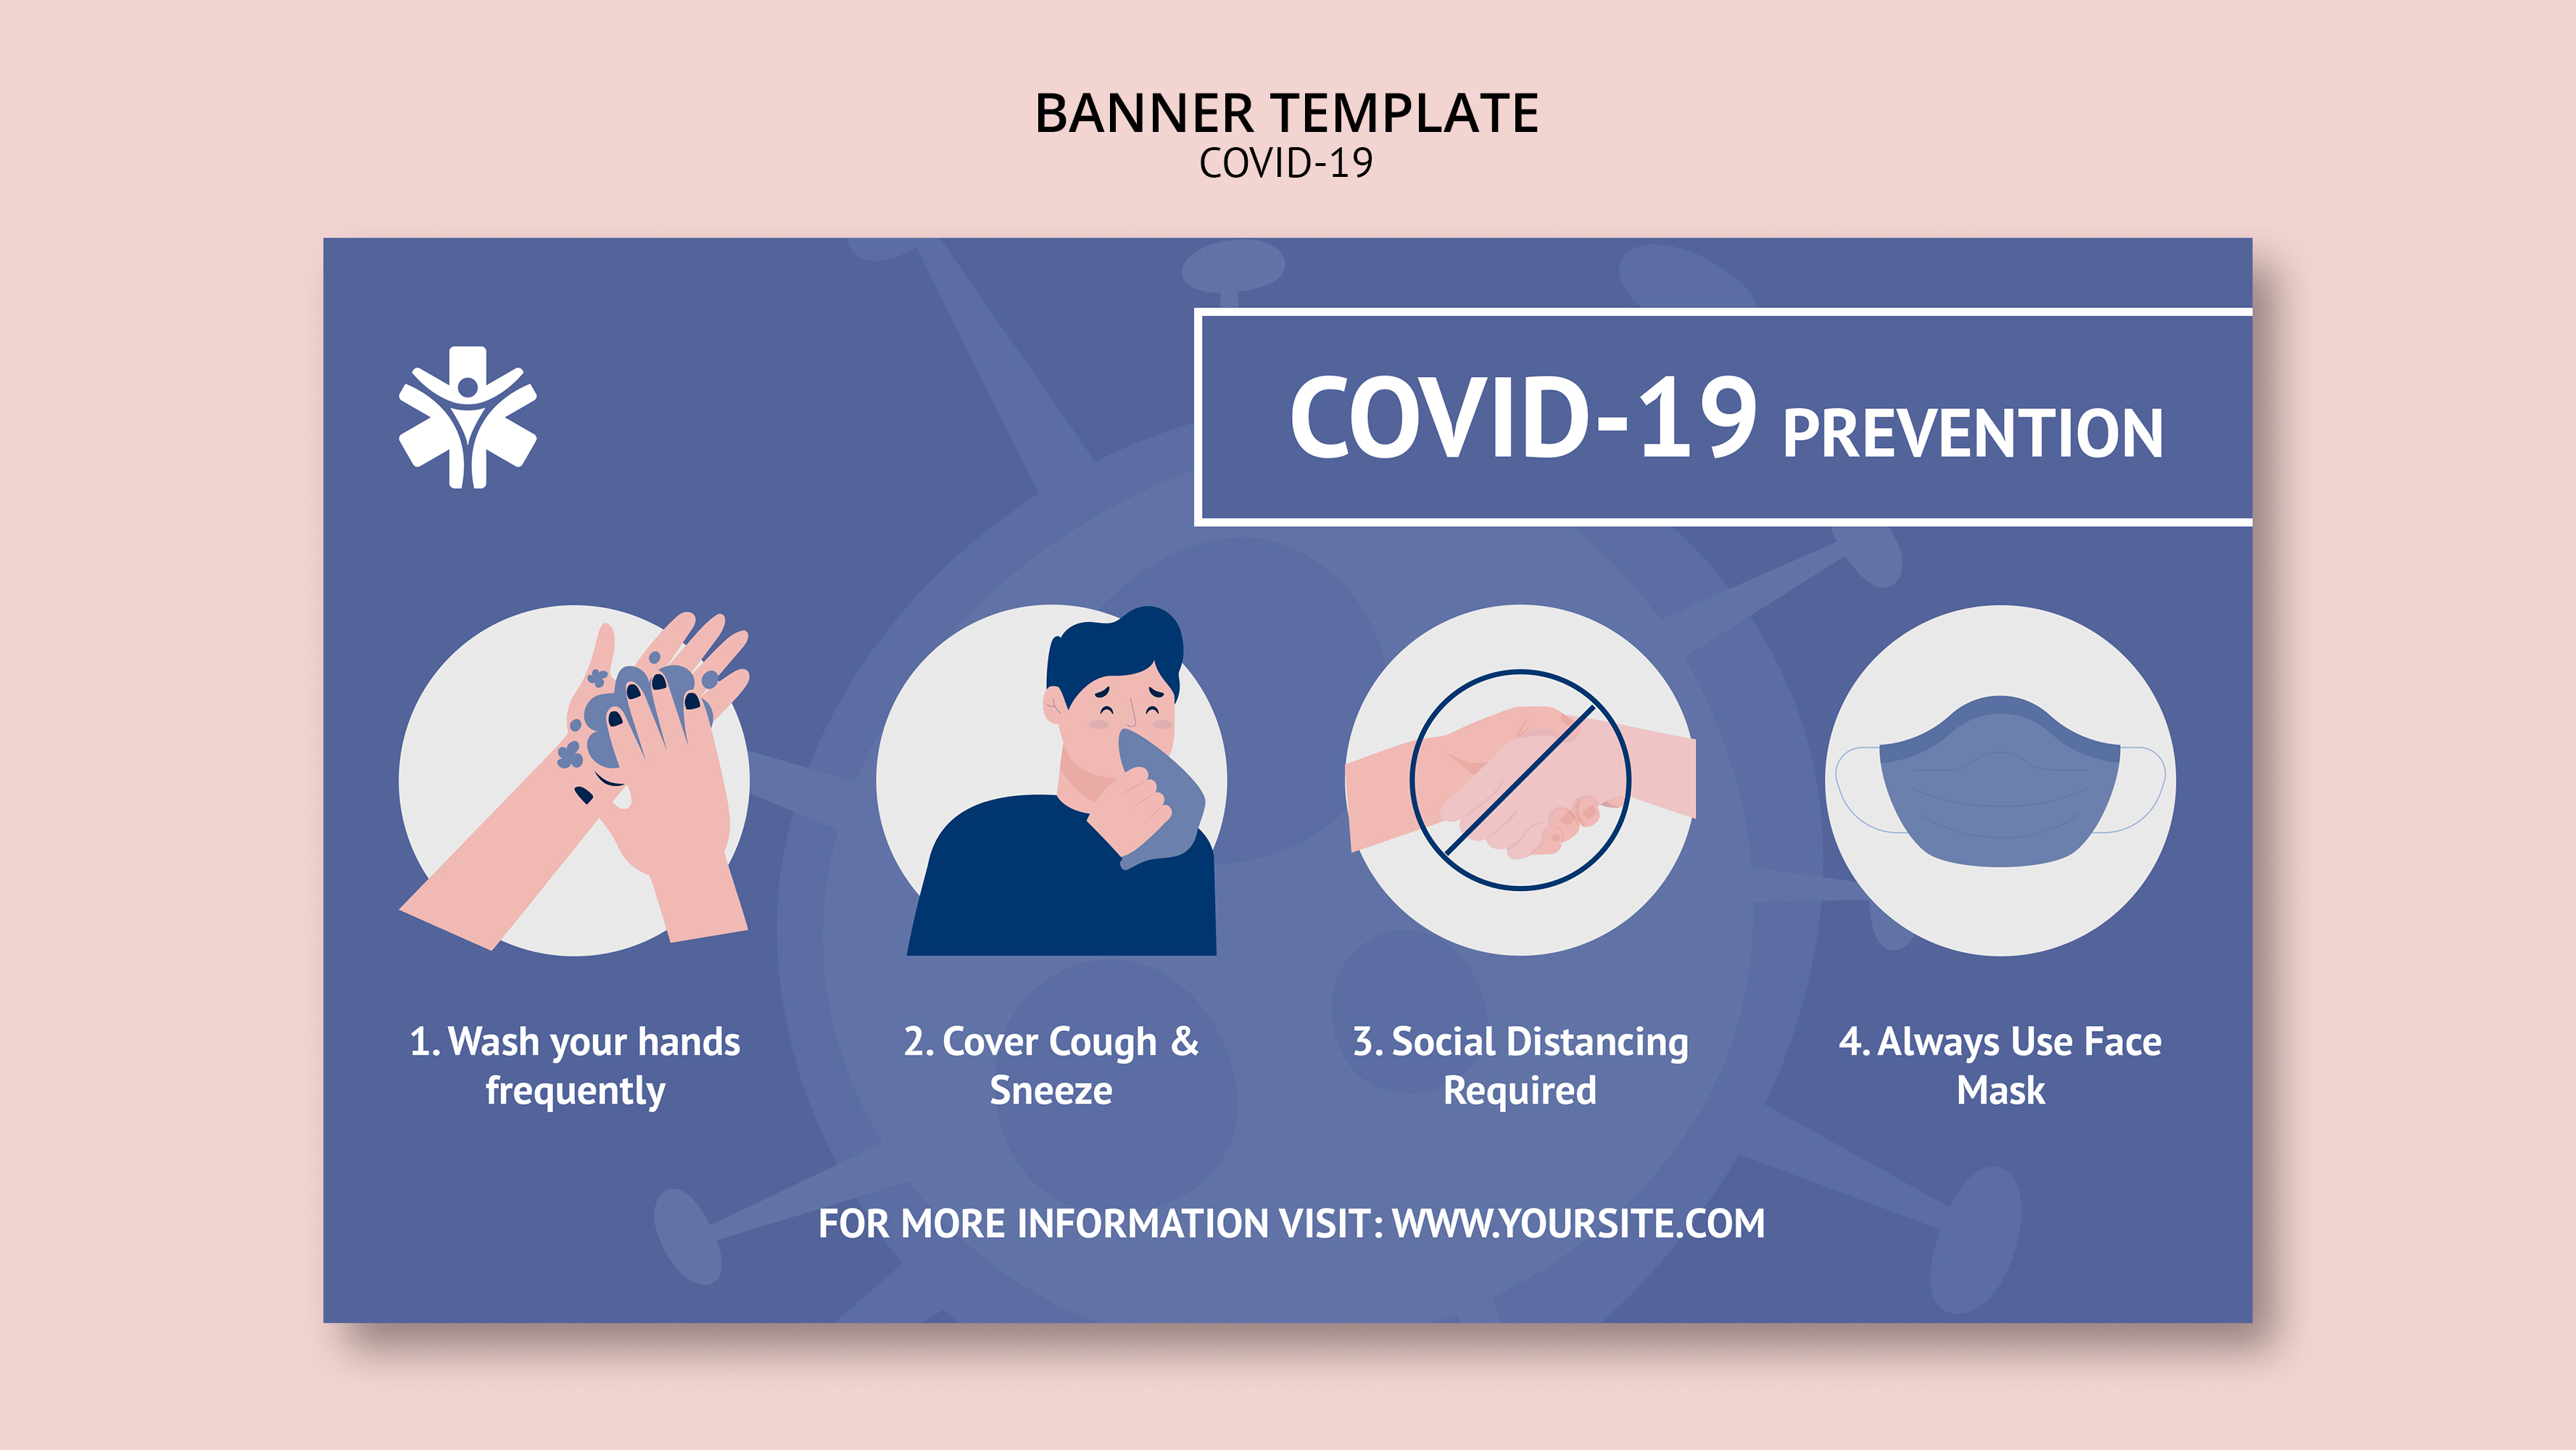 BANNER TEMPLATE
COVID-19
COVID-19 PREVENTION
1. Wash your hands
frequently
2. Cover Cough &
Sneeze
3. Social Distancing
Required
4. Always Use Face
Mask
FOR MORE INFORMATION VISIT: WWW.YOURSITE.COM